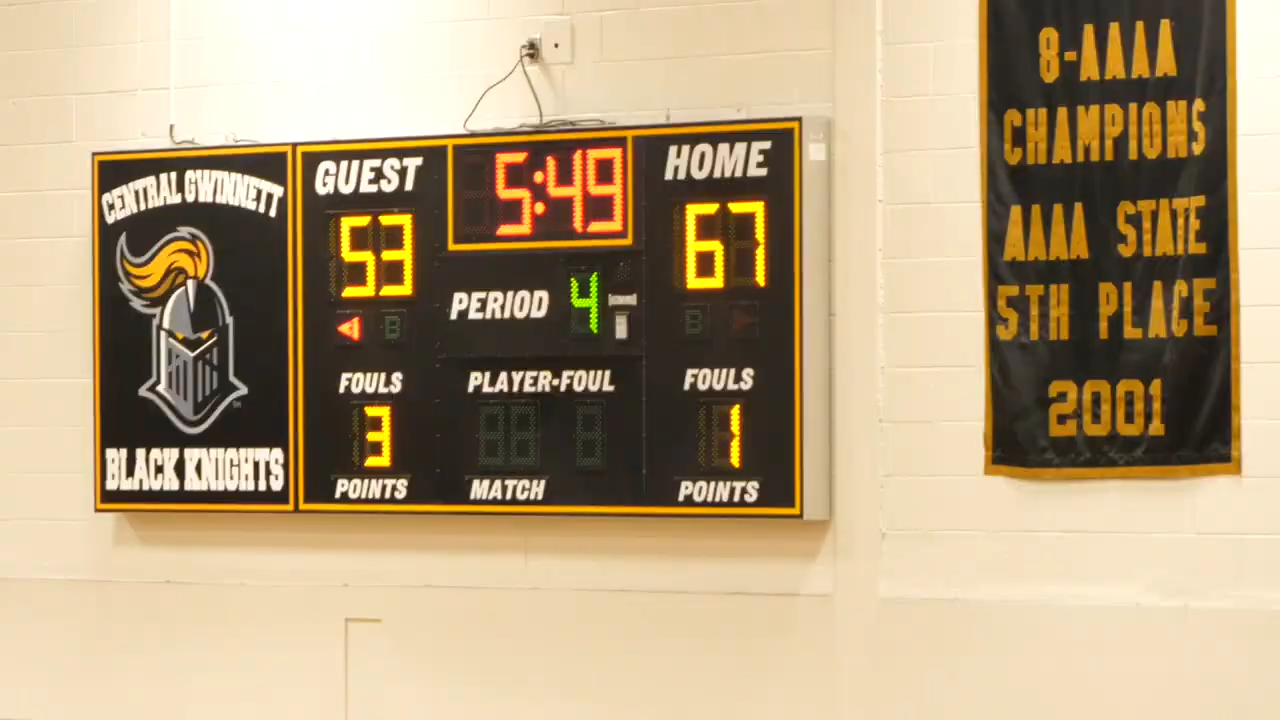 CENTRAL GWINNETT
BLACK KNIGHTS
GUEST
5:49
HOME
53
67
PERIOD 4
B
B
FOULS
PLAYER-FOUL
FOULS
3
1
POINTS
MATCH
POINTS
8-AAAA
CHAMPIONS
AAAA STATE
5TH PLACE
2001